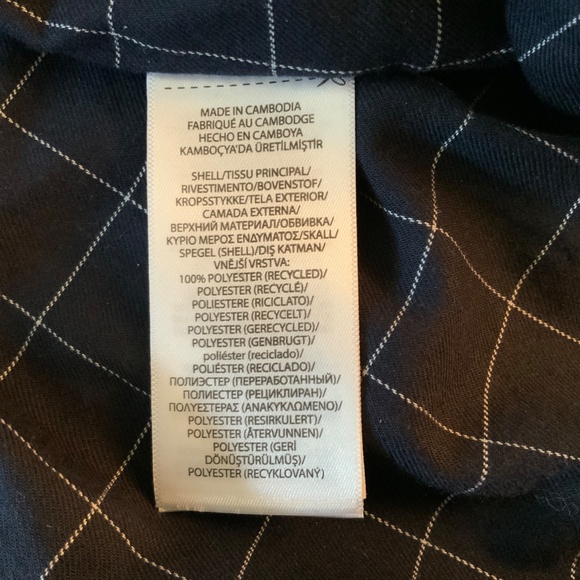 MADE IN CAMBODIA
FABRIQUÉ AU CAMBODGE
HECHO EN CAMBOYA
KAMBOÇYA'DA ÜRETİLMİŞTİR
SHELL/TISSU PRINCIPAL/
RIVESTIMENTO/BOVENSTOF/
KROPSSTYKKE/TELA EXTERIOR/
CAMADA EXTERNA/
ВЕРХНИЙ МАТЕРИАЛ/ОБВИВКА/
ΚΥΡΙΟ ΜΕΡΟΣ ΕΝΔΥΜΑΤΟΣ/SKALL/
SPEGEL (SHELL)/DIŞ KATMAN/
VNĚJŠÍ VRSTVA:
100% POLYESTER (RECYCLED)/
POLYESTER (RECYCLÉ)/
POLIESTERE (RICICLATO)/
POLYESTER (RECYCELT)/
POLYESTER (GERECYCLED)/
POLYESTER (GENBRUGT)/
poliéster (reciclado)/
POLIÉSTER (RECICLADO)/
ПОЛИЭСТЕР (ПЕРЕРАБОТАННЫЙ)/
ПОЛИЕСТЕР (РЕЦИКЛИРАН)/
ΠΟΛΥΕΣΤΕΡΑΣ (ΑΝΑΚΥΚΛΩΜΕΝΟ)/
POLYESTER (RESIRKULERT)/
POLYESTER (ÅTERVUNNEN)/
POLYESTER (GERİ
DÖNÜŞTÜRÜLMÜŞ)/
POLYESTER (RECYKLOVANÝ)